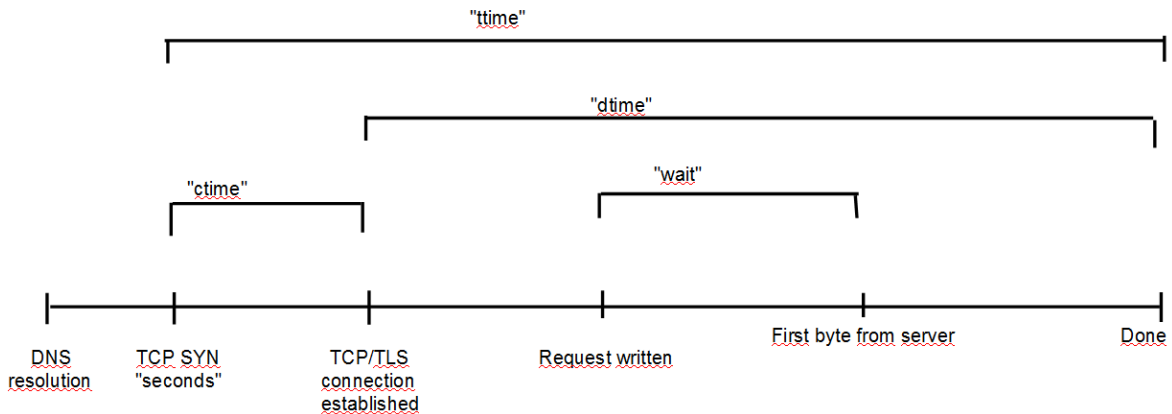 "ttime"
"dtime"
"wait"
"ctime"
DNS
resolution
TCP SYN
"seconds"
TCP/TLS
connection
established
Request written
First byte from server
Done